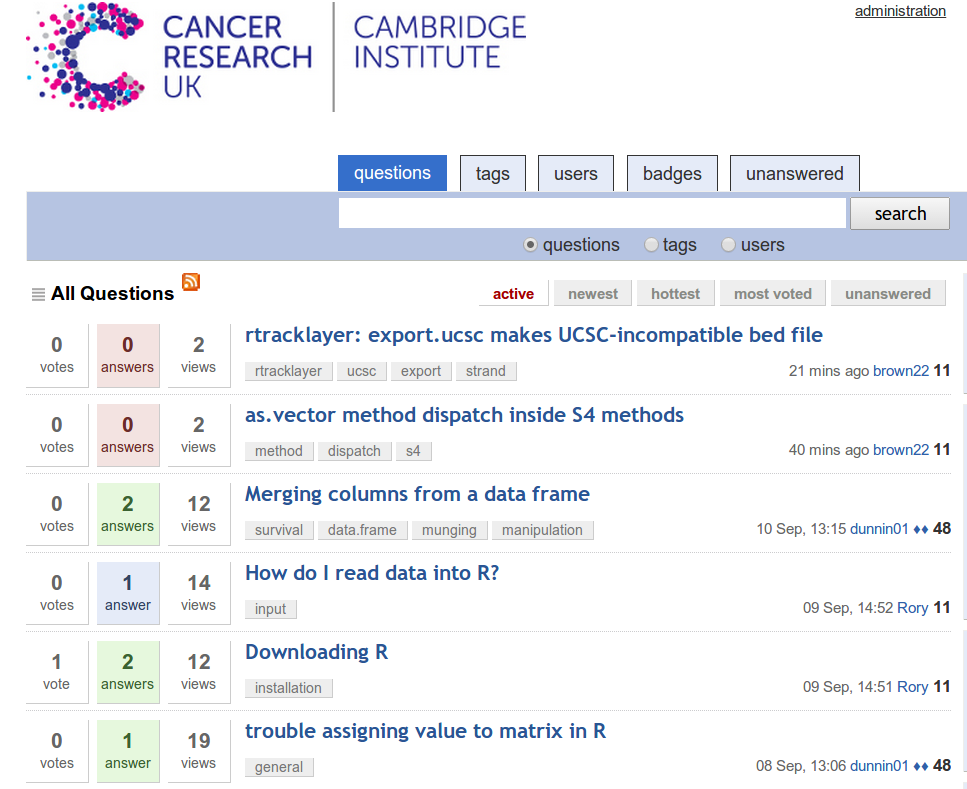 CANCER RESEARCH UK
CAMBRIDGE INSTITUTE
administration
questions tags users badges unanswered
search
questions tags users
All Questions
active newest hottest most voted unanswered
0 votes 0 answers 2 views
rtracklayer: export.ucsc makes UCSC-incompatible bed file
rtracklayer ucsc export strand
21 mins ago brown22 11
0 votes 0 answers 2 views
as.vector method dispatch inside S4 methods
method dispatch s4
40 mins ago brown22 11
0 votes 2 answers 12 views
Merging columns from a data frame
survival data.frame munging manipulation
10 Sep, 13:15 dunnin01 ♦♦ 48
0 votes 1 answer 14 views
How do I read data into R?
input
09 Sep, 14:52 Rory 11
1 vote 2 answers 12 views
Downloading R
installation
09 Sep, 14:51 Rory 11
0 votes 1 answer 19 views
trouble assigning value to matrix in R
general
08 Sep, 13:06 dunnin01 ♦♦ 48